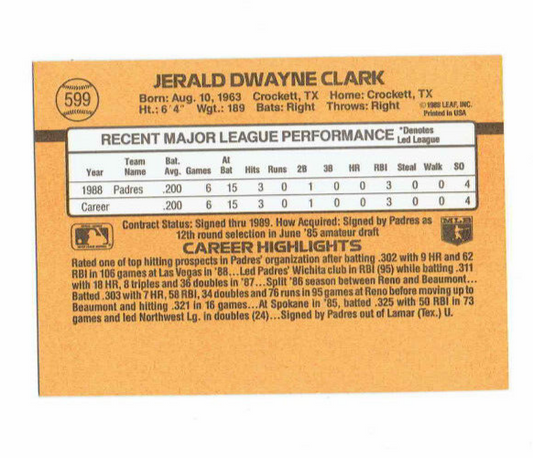 JERALD DWAYNE CLARK
599
Born: Aug. 10, 1963 Crockett, TX Home: Crockett, TX
Ht.: 6'4" Wgt.: 189 Bats: Right Throws: Right
© 1989 LEAF, INC.
Printed in USA
RECENT MAJOR LEAGUE PERFORMANCE *Denotes Led League
Year Team Name Bat. Avg. Games At Bat Hits Runs 2B 3B HR RBI Steal Walk SO
1988 Padres .200 6 15 3 0 1 0 0 3 0 0 4
Career .200 6 15 3 0 1 0 0 3 0 0 4
Contract Status: Signed thru 1989. How Acquired: Signed by Padres as
12th round selection in June '85 amateur draft
CAREER HIGHLIGHTS
Rated one of top hitting prospects in Padres' organization after batting .302 with 9 HR and 62
RBI in 106 games at Las Vegas in '88...Led Padres' Wichita club in RBI (95) while batting .311
with 18 HR, 8 triples and 36 doubles in '87...Split '86 season between Reno and Beaumont...
Batted .303 with 7 HR, 58 RBI, 34 doubles and 76 runs in 95 games at Reno before moving up to
Beaumont and hitting .321 in 16 games...At Spokane in '85, batted .325 with 50 RBI in 73
games and led Northwest Lg. in doubles (24)...Signed by Padres out of Lamar (Tex.) U.